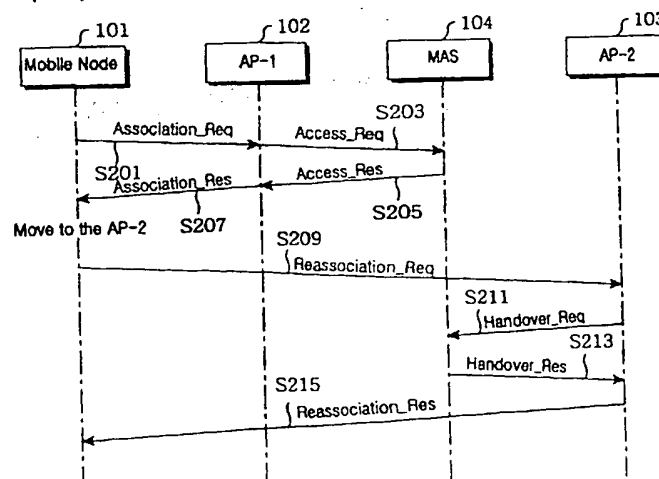 101
102
104
103
Mobile Node
AP-1
MAS
AP-2
S203
Association_Req
Access_Req
S201
Access_Res
Association_Res
S205
S207
Move to the AP-2
S209
Reassociation_Req
S211
Handover_Req
S213
Handover_Res
S215
Reassociation_Res